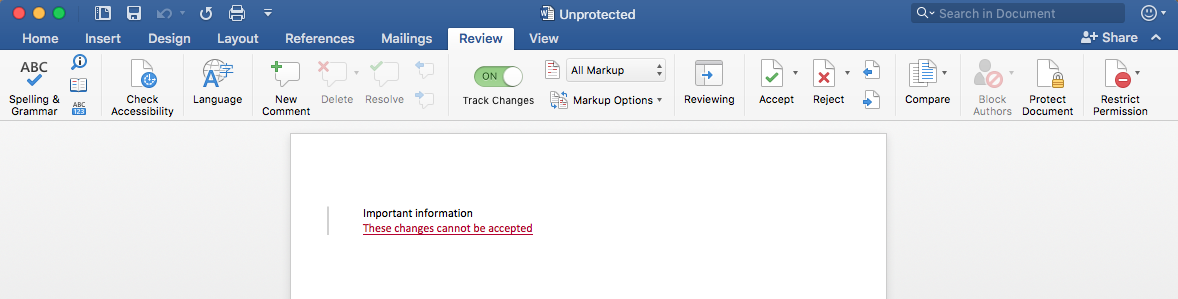 Unprotected
Search in Document
Home Insert Design Layout References Mailings Review View
Share
ABC
Spelling & Grammar
ABC
123
Check Accessibility
字
Language
New Comment
Delete
Resolve
ON
Track Changes
All Markup
Markup Options
Reviewing
Accept
Reject
Compare
Block Authors
Protect Document
Restrict Permission
Important information
These changes cannot be accepted